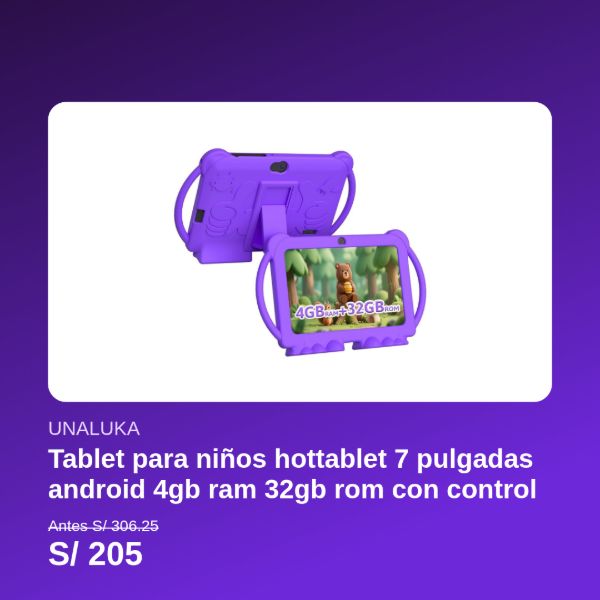 4GB RAM+32GB ROM
UNALUKA
Tablet para niños hottablet 7 pulgadas
android 4gb ram 32gb rom con control
Antes S/ 306.25
S/ 205